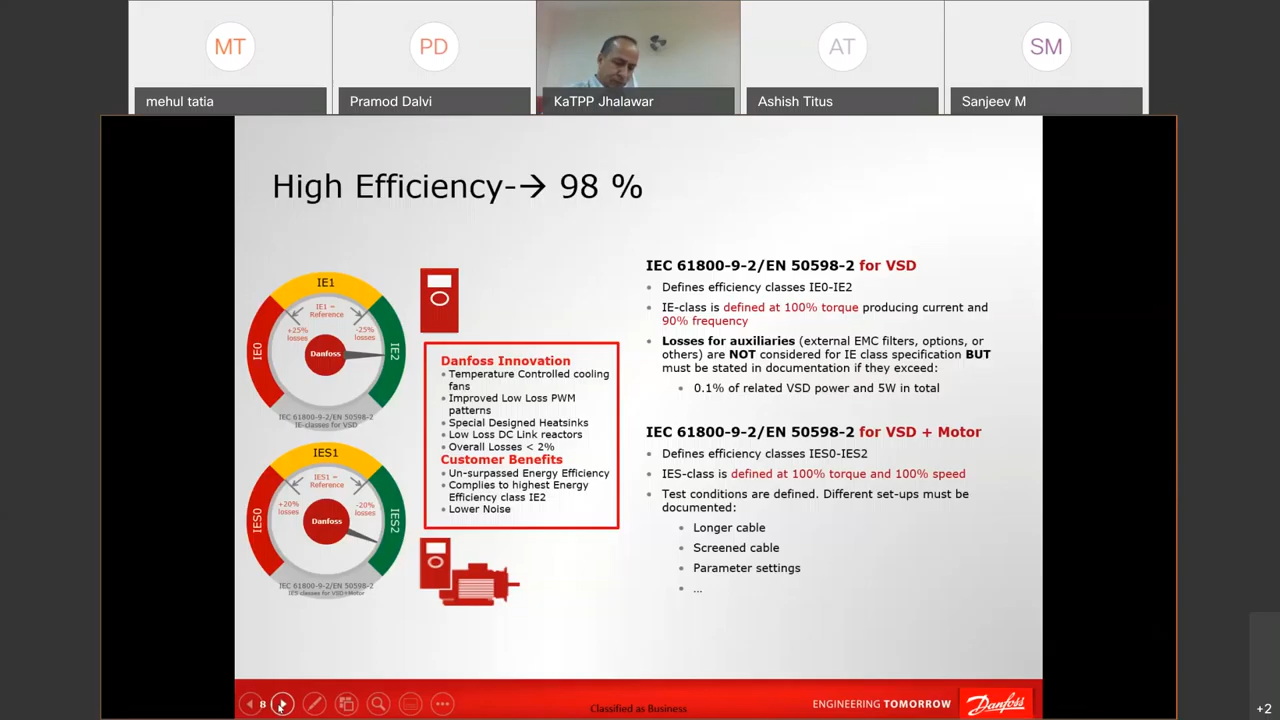 MT
PD
AT
SM
mehul tatia
Pramod Dalvi
KaTPP Jhalawar
Ashish Titus
Sanjeev M
High Efficiency-→ 98 %
IE1
IE1 =
Reference
+25%
losses
-25%
losses
IE0
IE2
Danfoss
IEC 61800-9-2/EN 50598-2
IE-classes for VSD
IES1
IES1 =
Reference
+20%
losses
-20%
losses
IES0
IES2
Danfoss
IEC 61800-9-2/EN 50598-2
IES classes for VSD+Motor
Danfoss Innovation
• Temperature Controlled cooling
fans
• Improved Low Loss PWM
patterns
• Special Designed Heatsinks
• Low Loss DC Link reactors
• Overall Losses < 2%
Customer Benefits
• Un-surpassed Energy Efficiency
• Complies to highest Energy
Efficiency class IE2
• Lower Noise
IEC 61800-9-2/EN 50598-2 for VSD
• Defines efficiency classes IE0-IE2
• IE-class is defined at 100% torque producing current and
90% frequency
• Losses for auxiliaries (external EMC filters, options, or
others) are NOT considered for IE class specification BUT
must be stated in documentation if they exceed:
• 0.1% of related VSD power and 5W in total
IEC 61800-9-2/EN 50598-2 for VSD + Motor
• Defines efficiency classes IES0-IES2
• IES-class is defined at 100% torque and 100% speed
• Test conditions are defined. Different set-ups must be
documented:
• Longer cable
• Screened cable
• Parameter settings
• ...
8
Classified as Business
ENGINEERING TOMORROW
Danfoss
+2